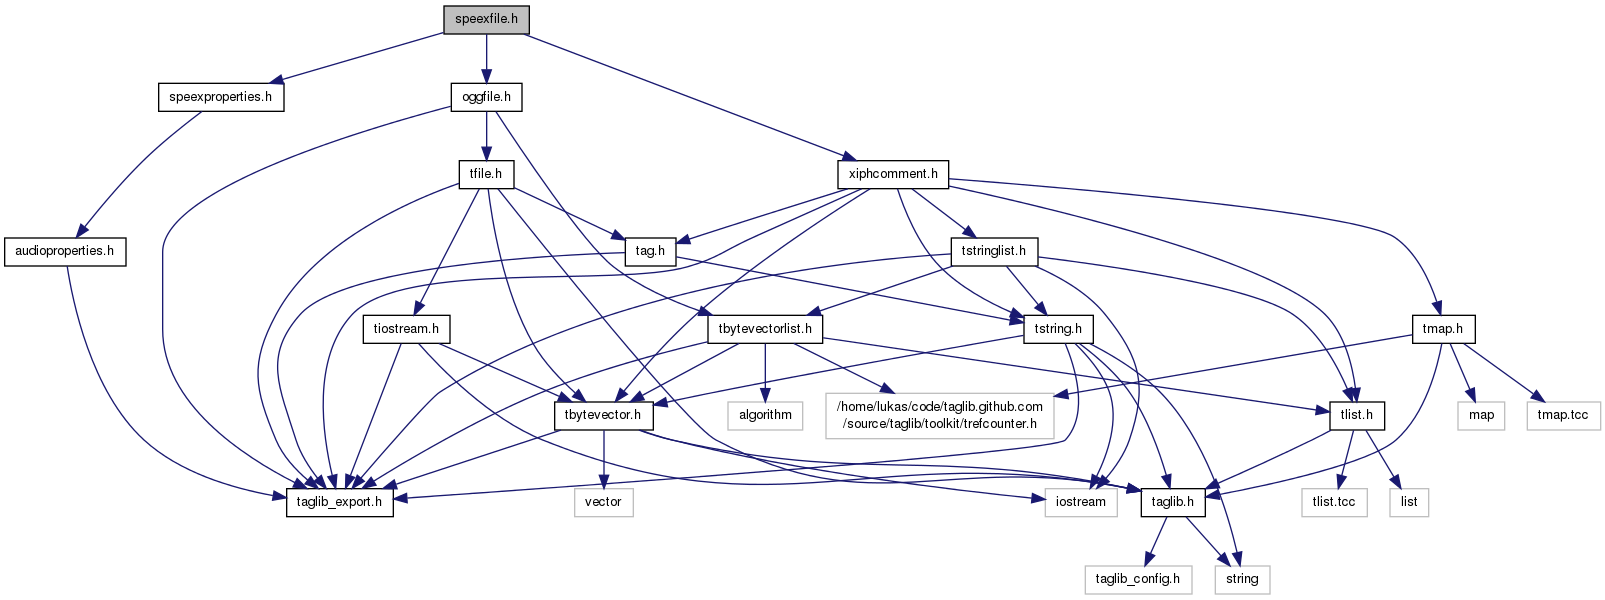 speexfile.h
speexproperties.h
oggfile.h
tfile.h
xiphcomment.h
audioproperties.h
tag.h
tstringlist.h
tiostream.h
tbytevectorlist.h
tstring.h
tmap.h
tbytevector.h
algorithm
/home/lukas/code/taglib.github.com
/source/taglib/toolkit/trefcounter.h
tlist.h
map
tmap.tcc
taglib_export.h
vector
iostream
taglib.h
tlist.tcc
list
taglib_config.h
string